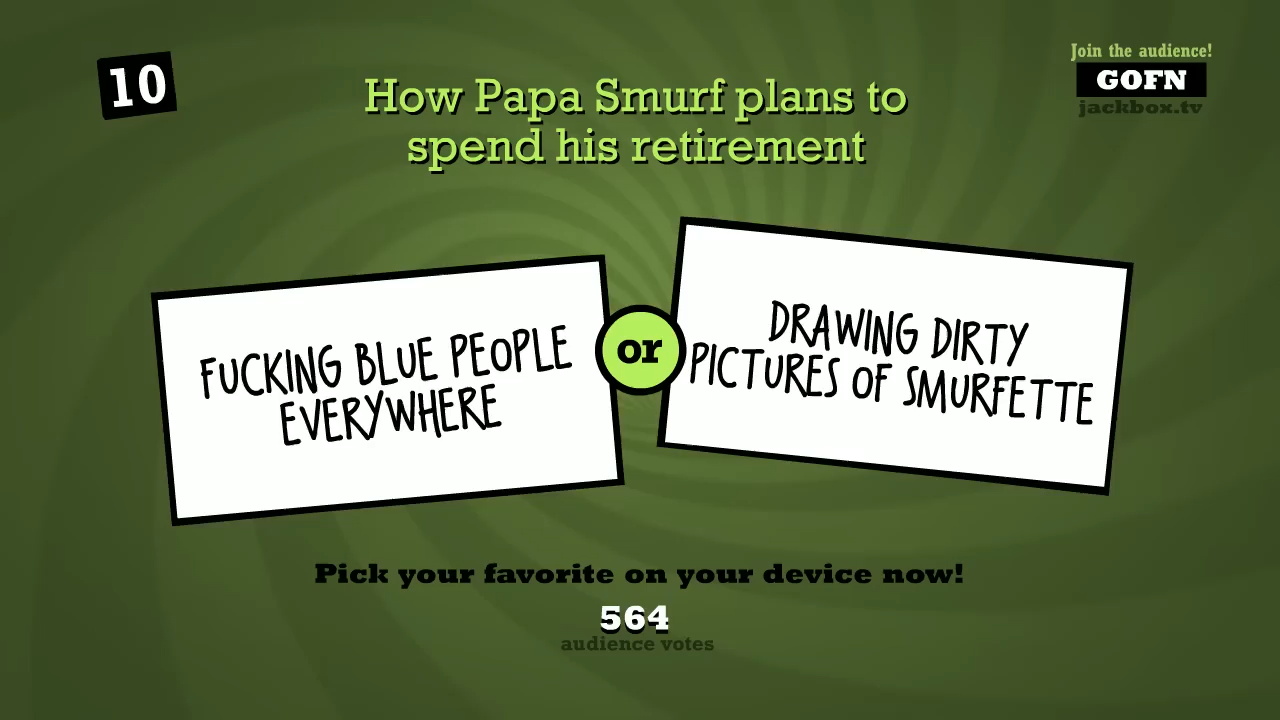 10
How Papa Smurf plans to
spend his retirement
Join the audience!
GOFN
jackbox.tv
FUCKING BLUE PEOPLE
EVERYWHERE
or
DRAWING DIRTY
PICTURES OF SMURFETTE
Pick your favorite on your device now!
564
audience votes